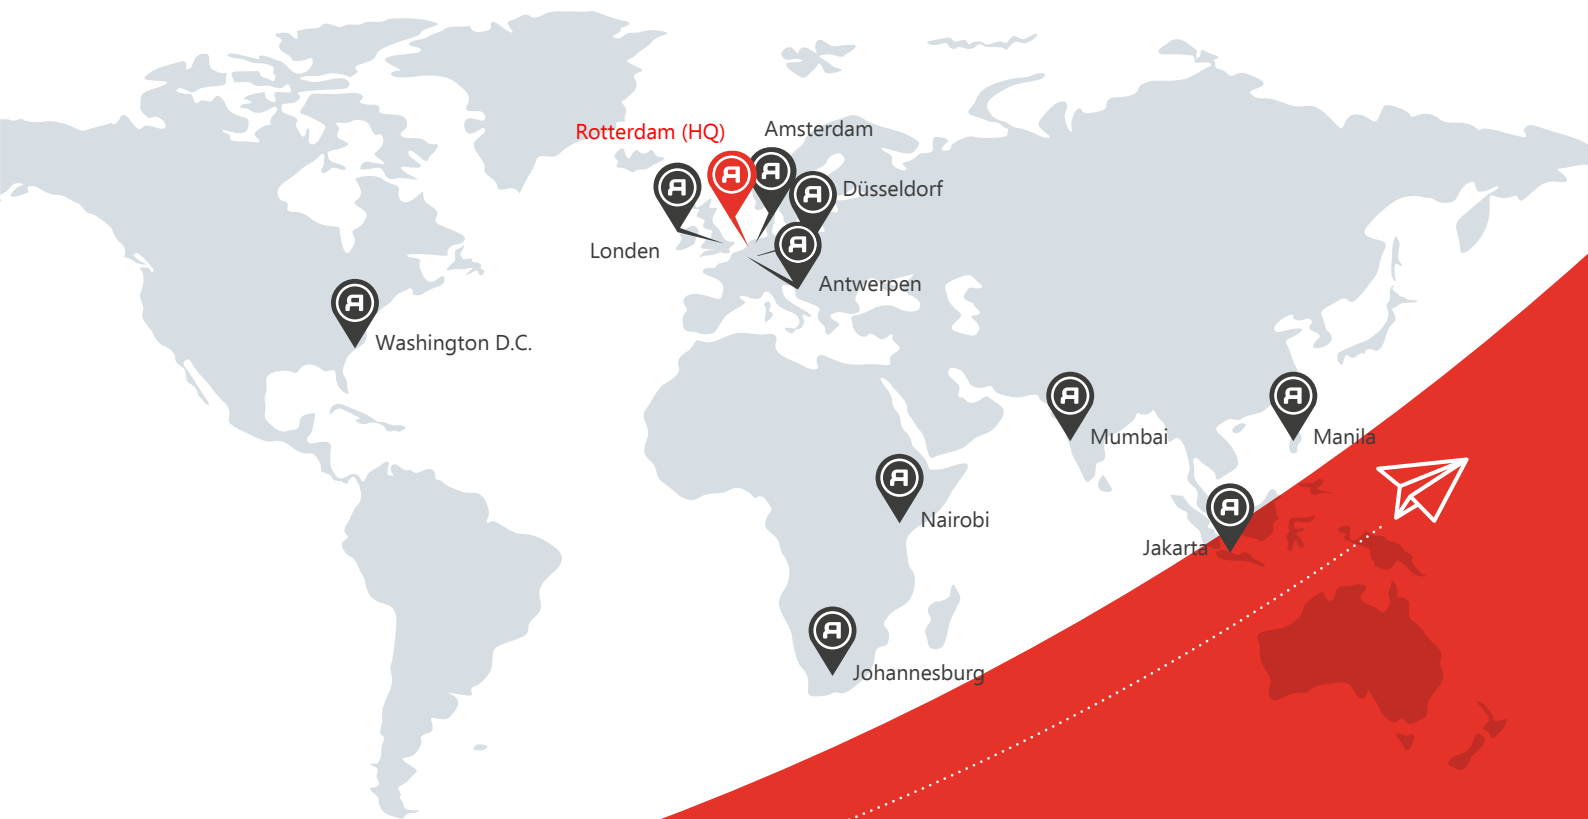 Rotterdam (HQ)
Amsterdam
Düsseldorf
Londen
Antwerpen
Washington D.C.
Mumbai
Manila
Nairobi
Jakarta
Johannesburg